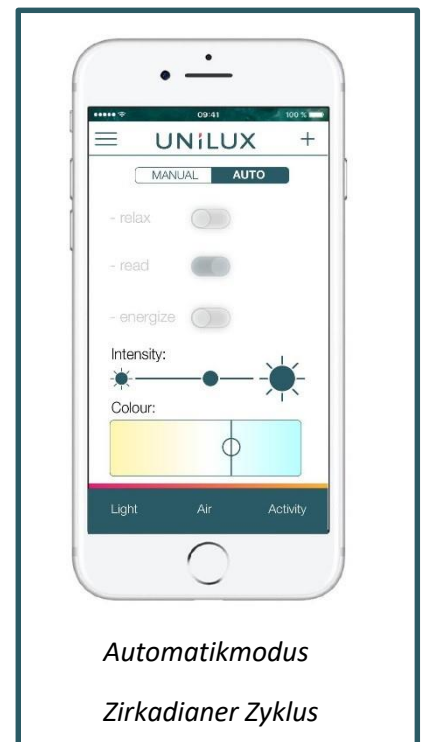 09:41 100 %
UNiLUX +
MANUAL AUTO
- relax
- read
- energize
Intensity:
Colour:
Light Air Activity
Automatikmodus
Zirkadianer Zyklus